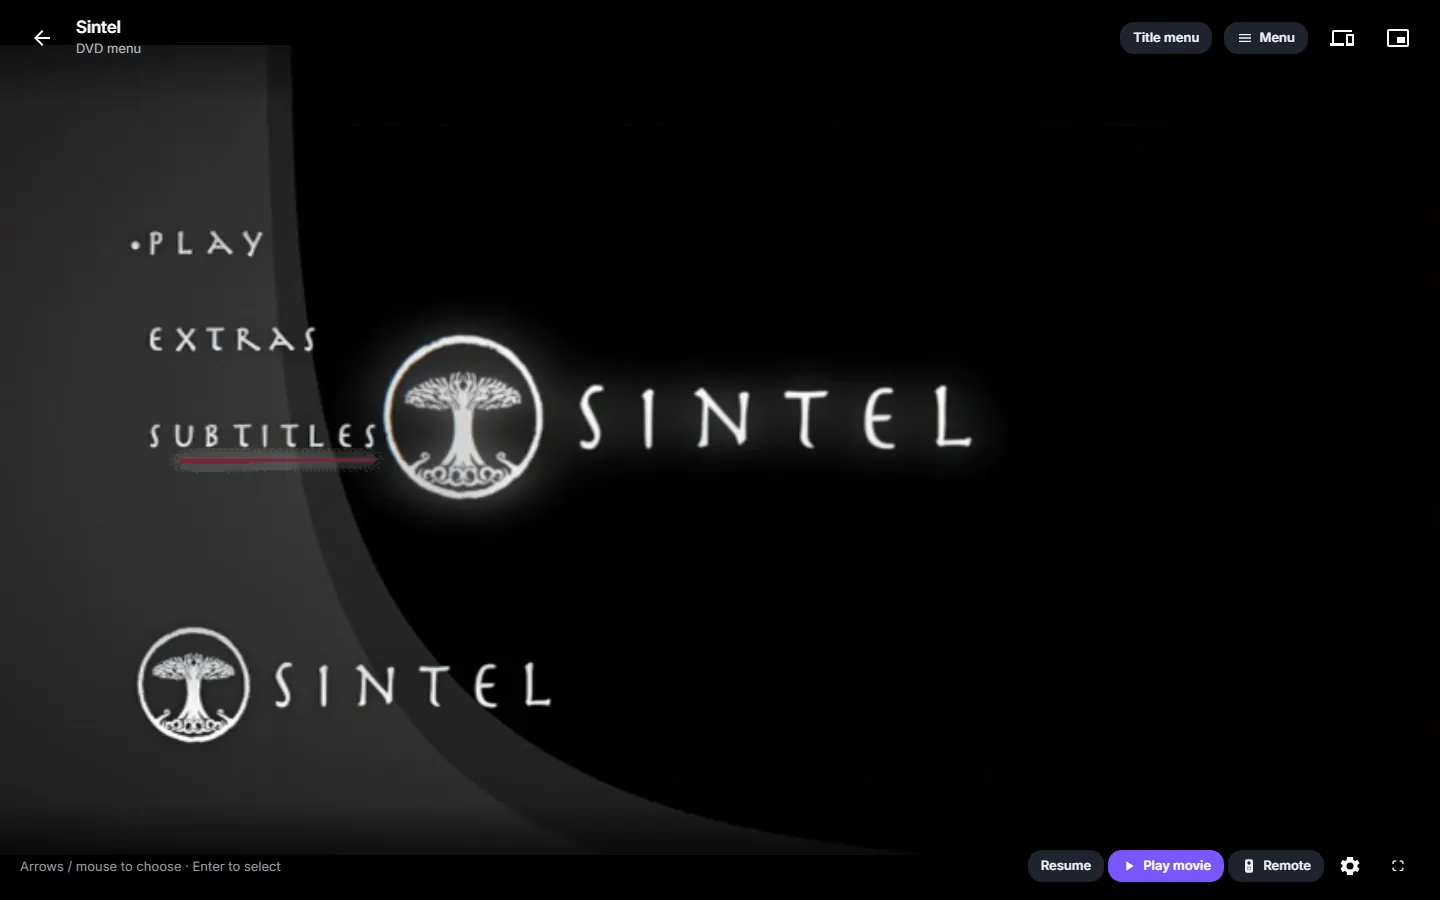 Sintel
DVD menu
Title menu
Menu
PLAY
EXTRAS
SUBTITLES
SINTEL
SINTEL
Arrows / mouse to choose · Enter to select
Resume
Play movie
Remote